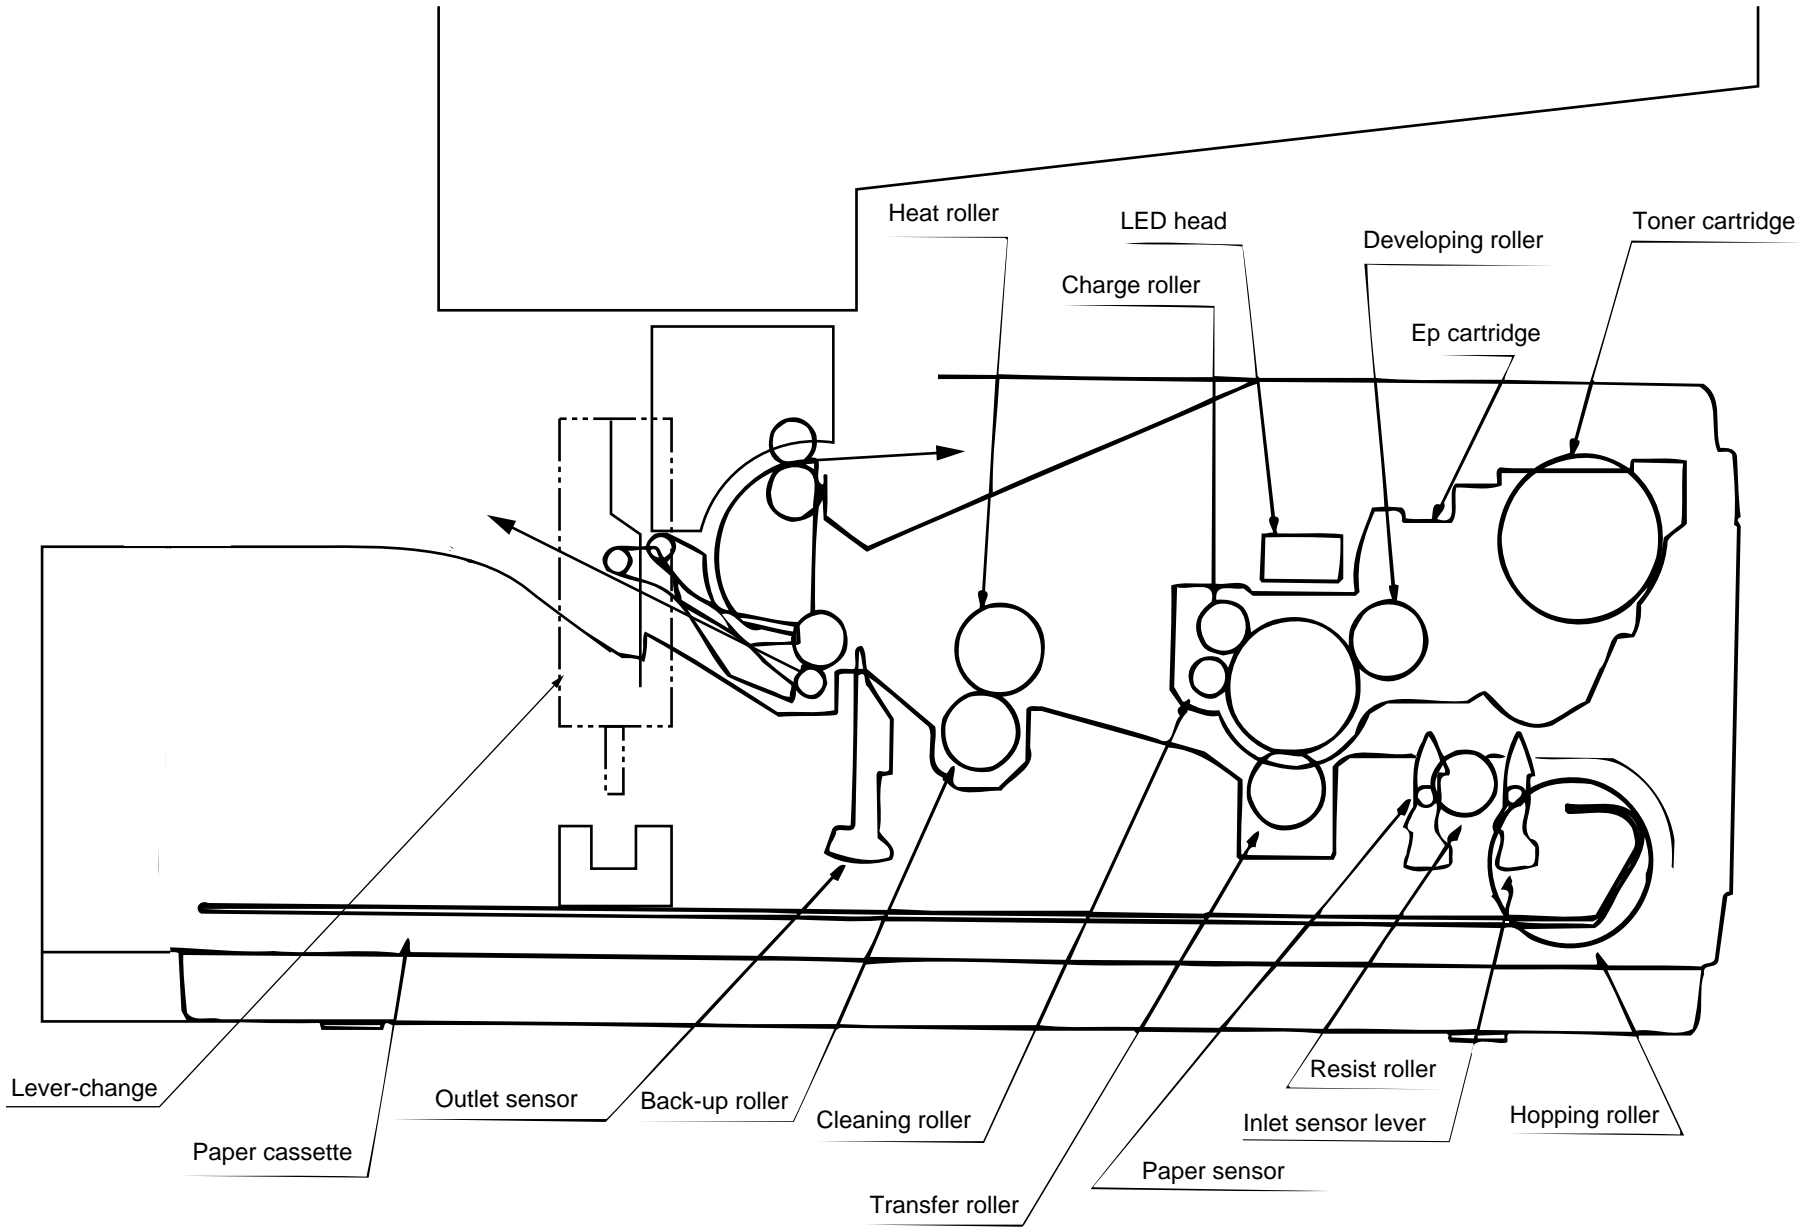 Heat roller
LED head
Toner cartridge
Developing roller
Charge roller
Ep cartridge
Lever-change
Outlet sensor
Back-up roller
Cleaning roller
Resist roller
Inlet sensor lever
Hopping roller
Paper cassette
Paper sensor
Transfer roller